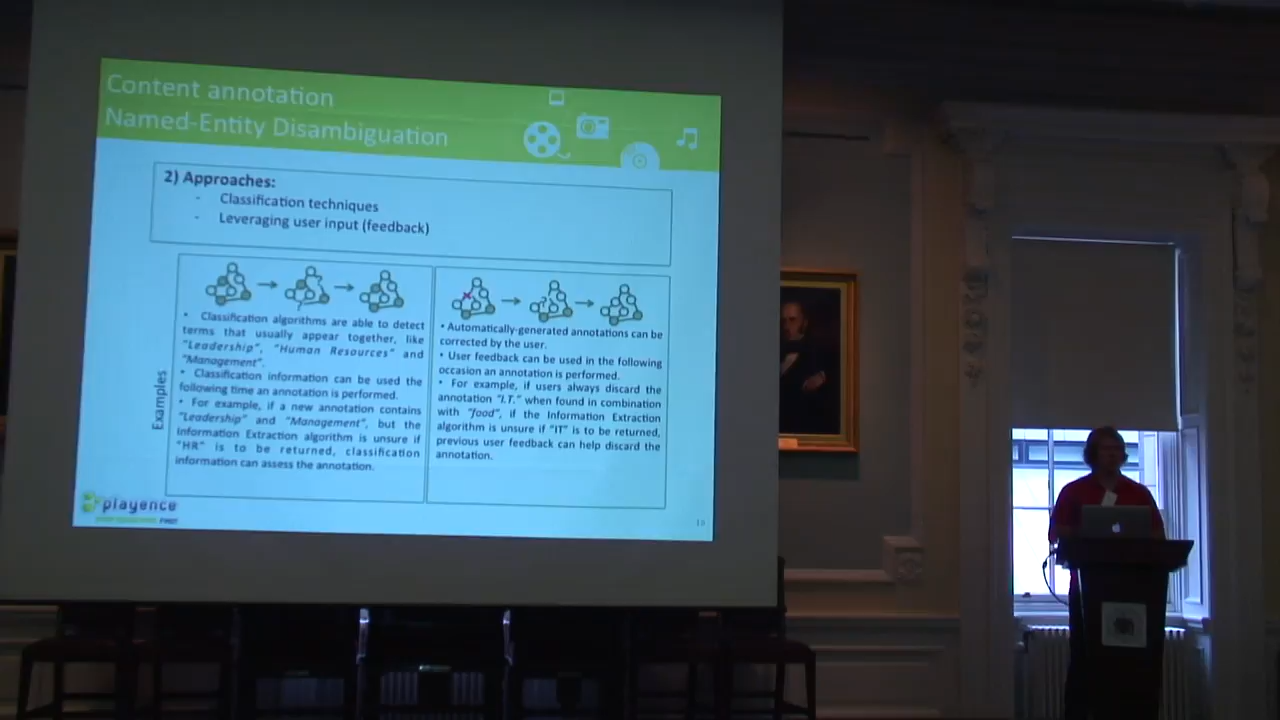 Content annotation
Named-Entity Disambiguation
2) Approaches:
- Classification techniques
- Leveraging user input (feedback)
Examples
• Classification algorithms are able to detect
terms that usually appear together, like
"Leadership", "Human Resources" and
"Management".
• Classification information can be used the
following time an annotation is performed.
• For example, if a new annotation contains
"Leadership" and "Management", but the
Information Extraction algorithm is unsure if
"HR" is to be returned, classification
information can assess the annotation.
• Automatically-generated annotations can be
corrected by the user.
• User feedback can be used in the following
occasion an annotation is performed.
• For example, if users always discard the
annotation "I.T." when found in combination
with "food", if the Information Extraction
algorithm is unsure if "IT" is to be returned,
previous user feedback can help discard the
annotation.
playence